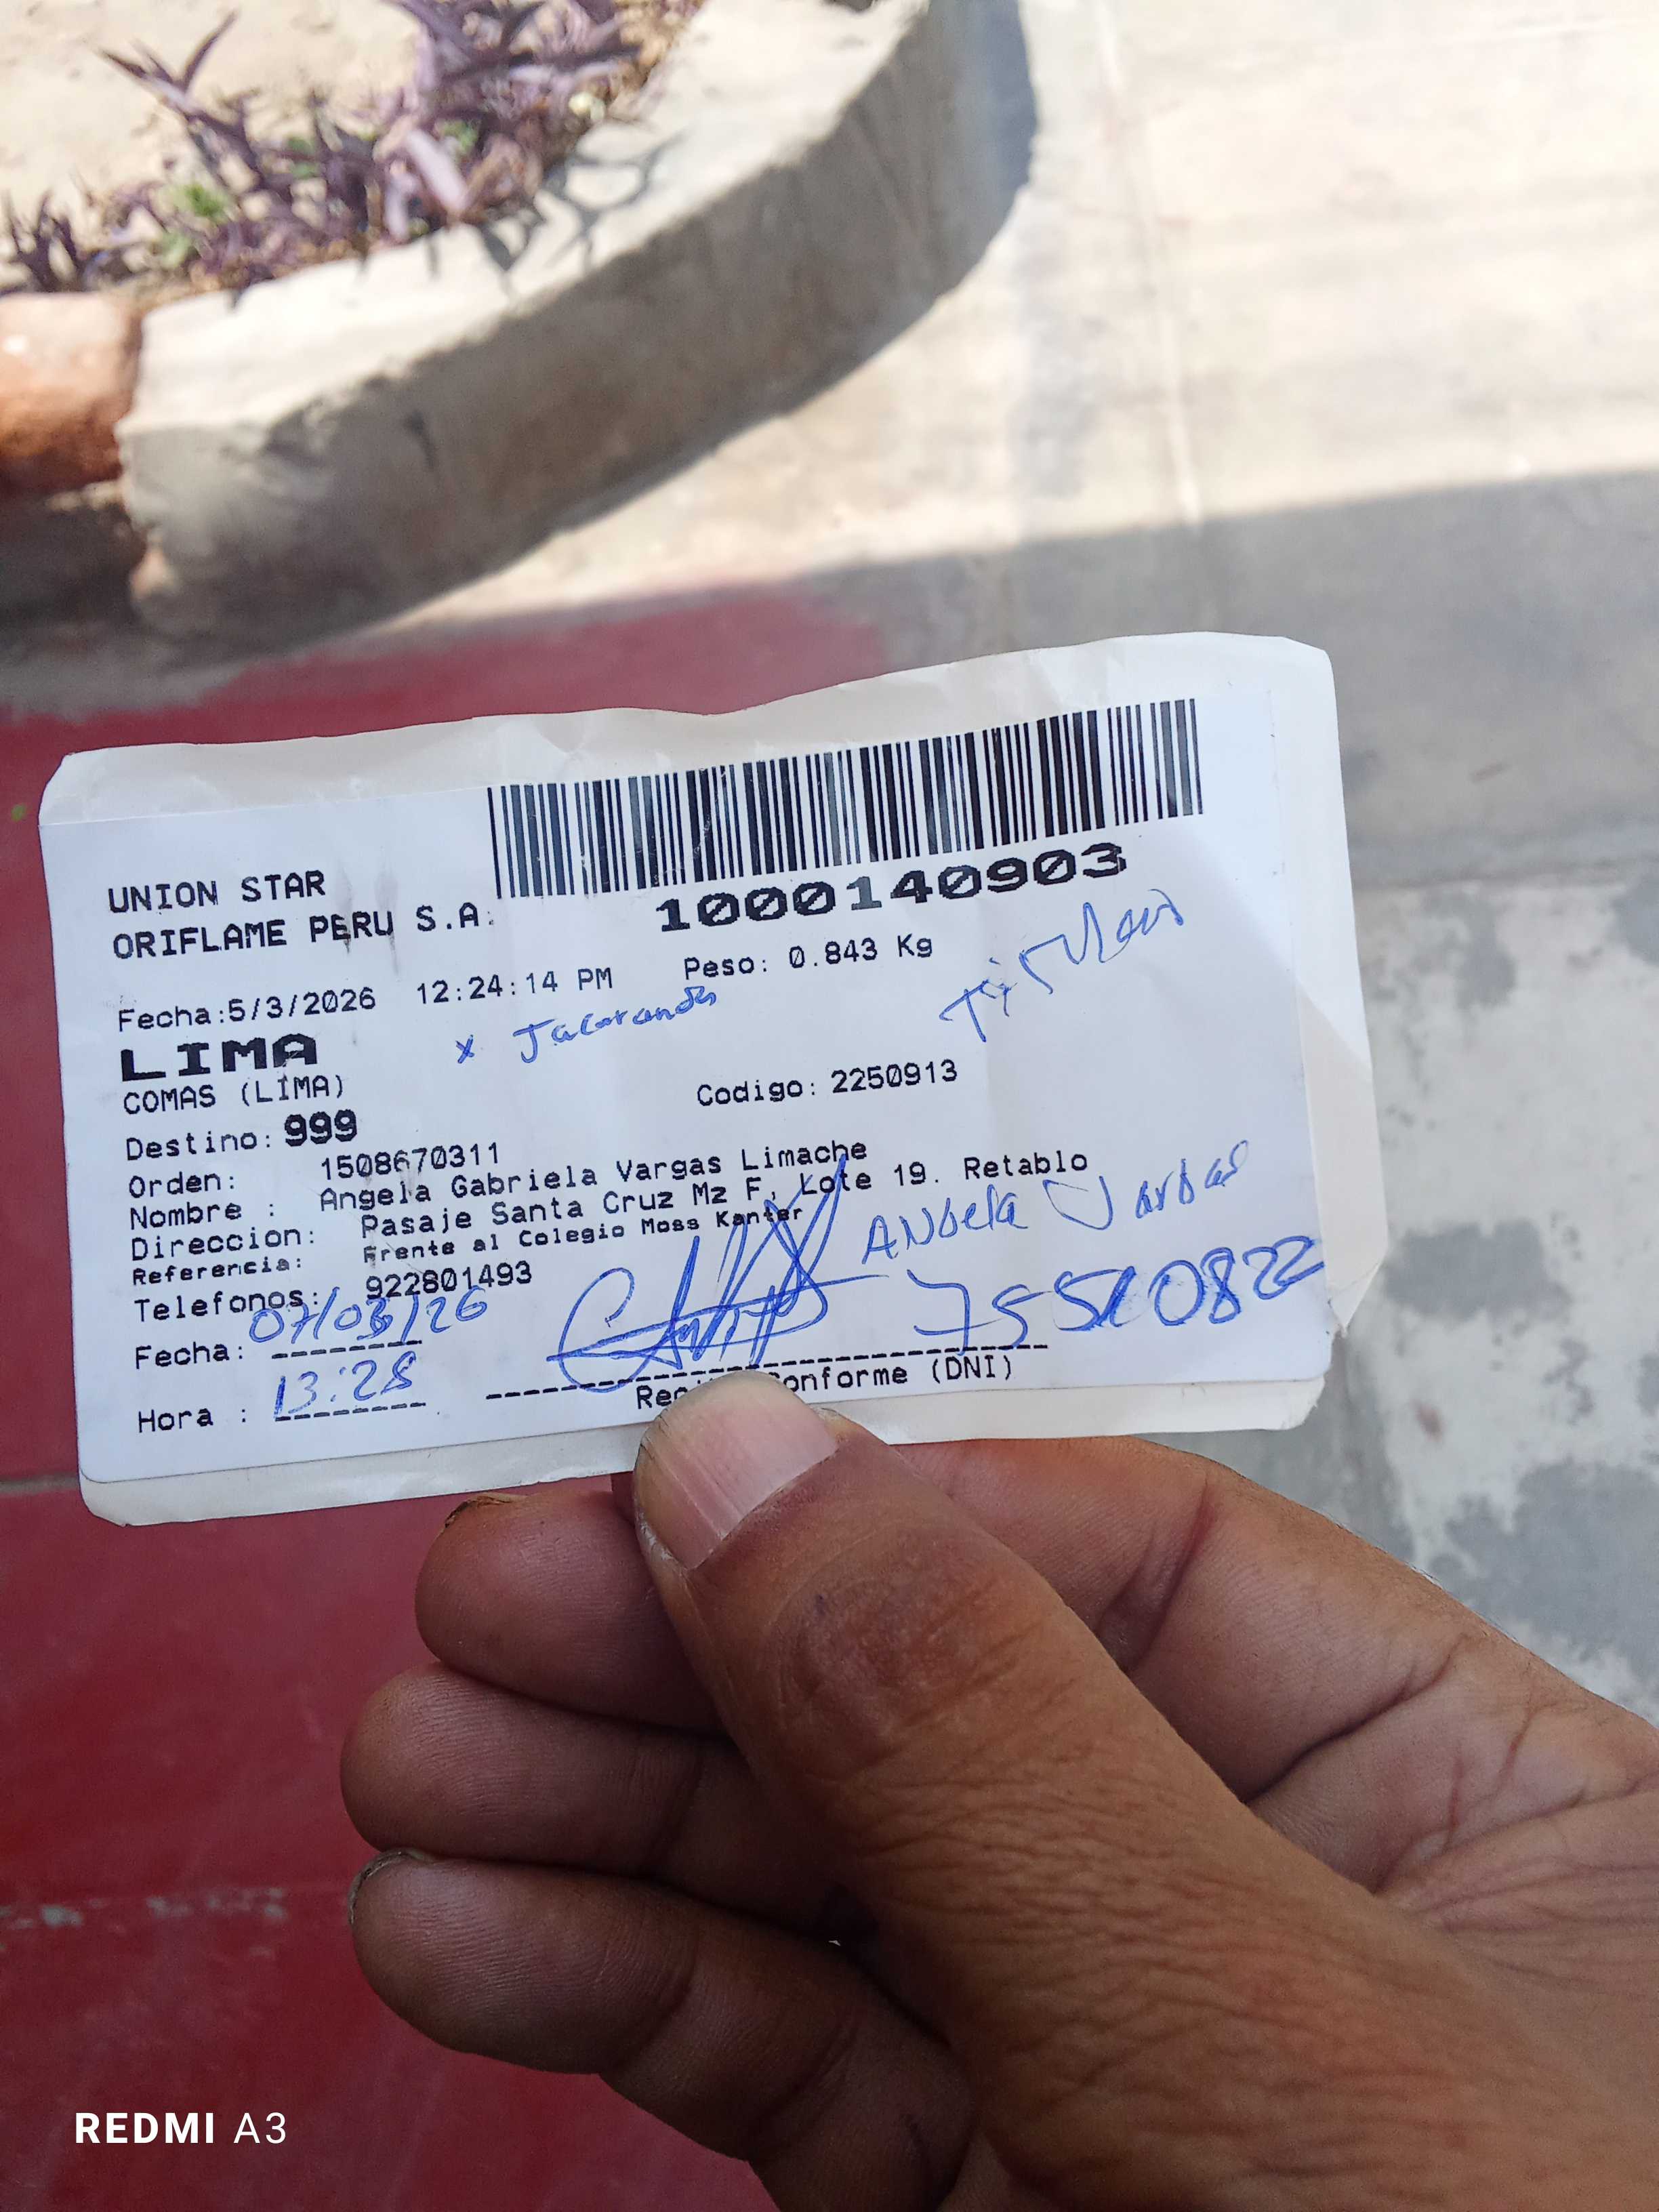 UNION STAR
ORIFLAME PERU S.A.
1000140903
Fecha:5/3/2026 12:24:14 PM Peso: 0.843 Kg
LIMA
x Jacarandas
COMAS (LIMA)
Codigo: 2250913
Destino: 999
Orden: 1508670311
Nombre : Angela Gabriela Vargas Limache
Direccion: Pasaje Santa Cruz Mz F, Lote 19. Retablo
Referencia: Frente al Colegio Moss Kanter
Angela Vargas
Telefonos: 922801493
Fecha: 07/03/26
Hora : 13:28
Conforme (DNI)
REDMI A3